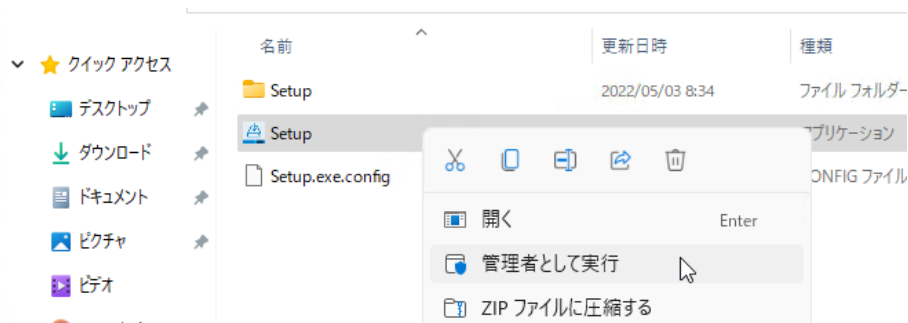 名前 更新日時 種類
クイック アクセス
Setup 2022/05/03 8:34 ファイル フォルダー
デスクトップ
Setup プリケーション
ダウンロード
Setup.exe.config ONFIG ファイル
ドキュメント
開く Enter
ピクチャ
管理者として実行
ビデオ
ZIP ファイルに圧縮する